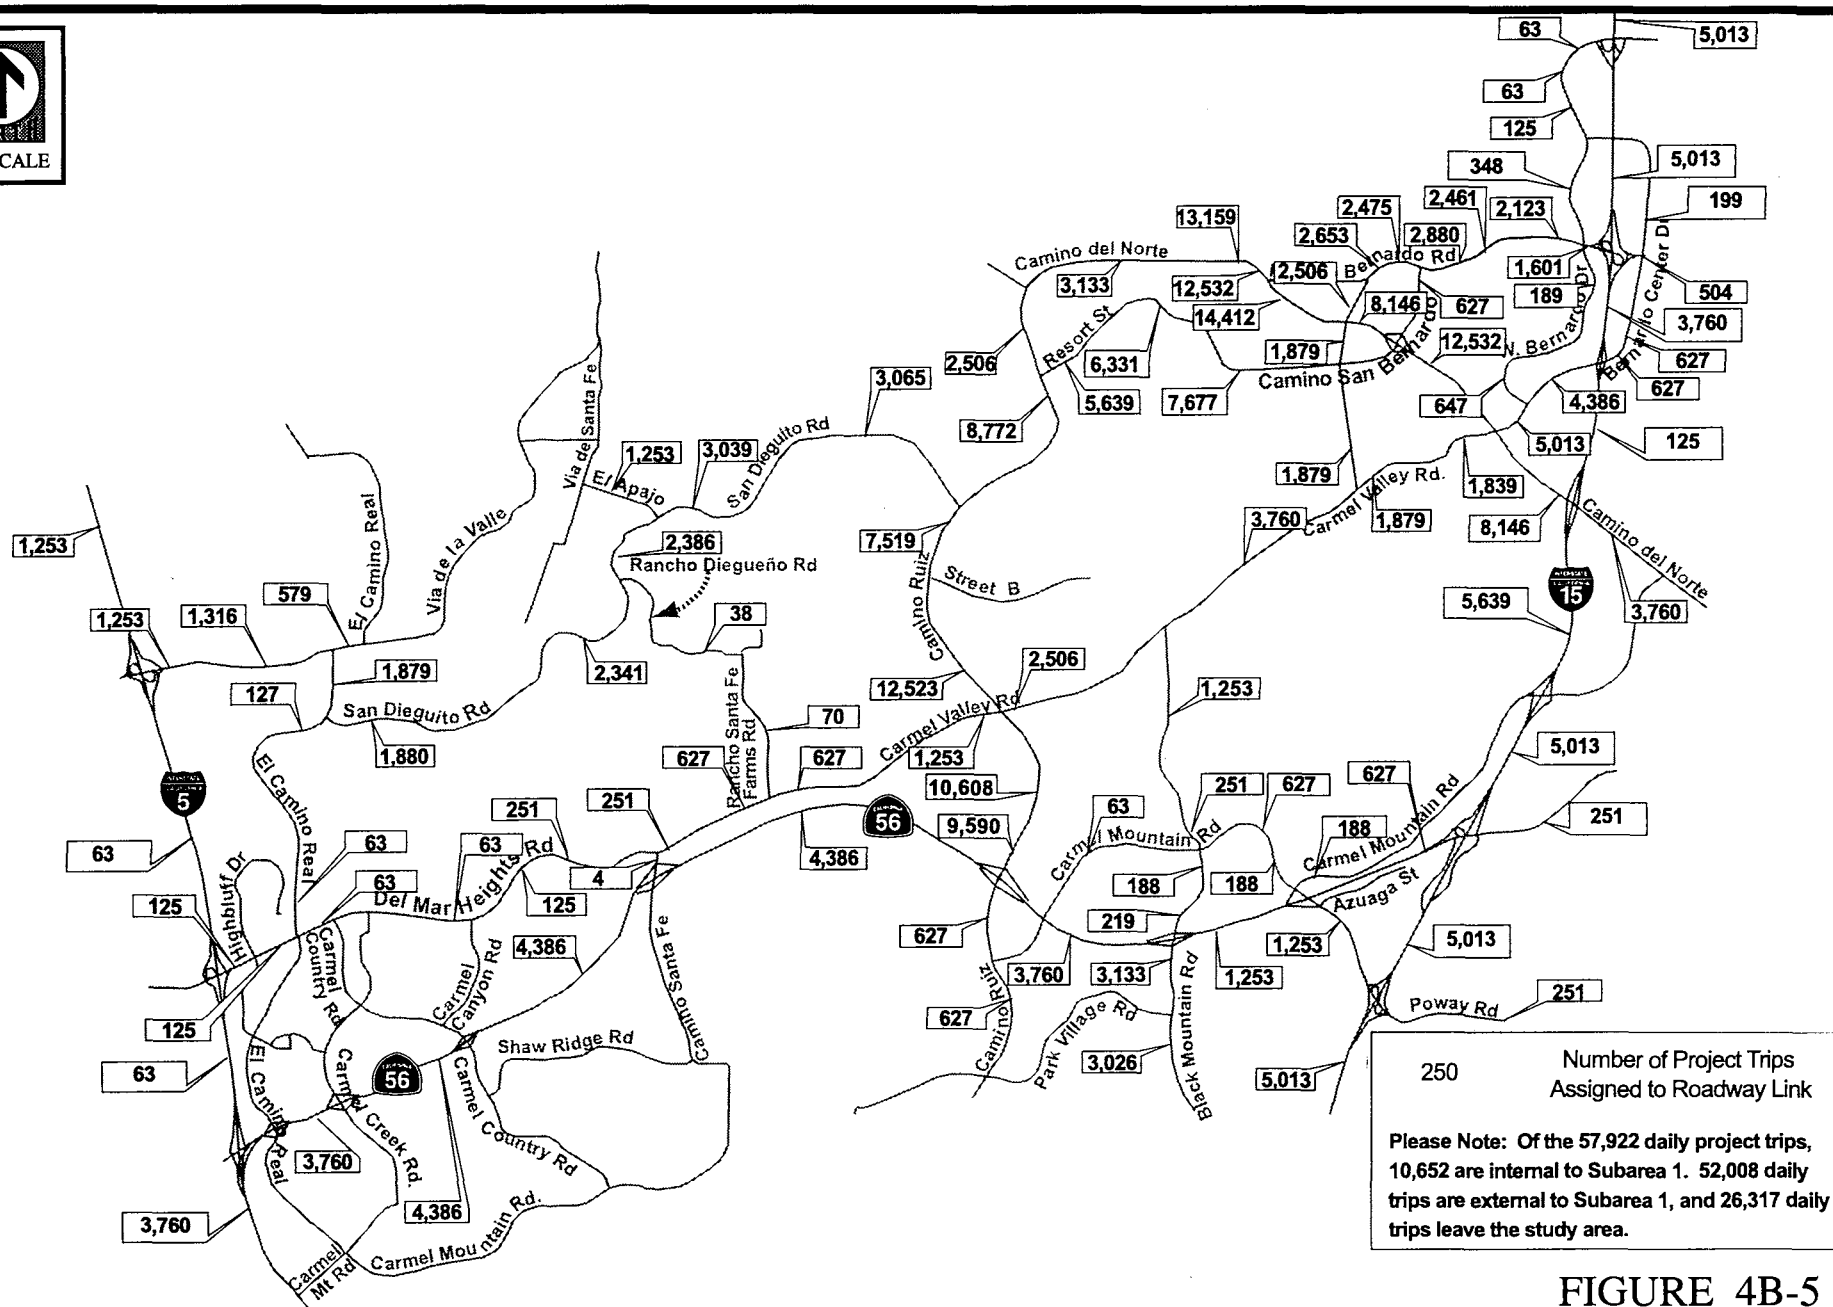 CALE
63
5,013
63
125
348
5,013
199
2,461
2,123
2,475
13,159
2,653
2,880
Camino del Norte
Bernardo Rd
1,601
3,133
12,532
2,506
189
504
14,412
8,146
627
3,760
Resort St
12,532
N. Bernardo Dr
Bernardo Center Dr
2,506
6,331
1,879
627
Camino San Bernardo
627
3,065
5,639
7,677
647
4,386
Via de Santa Fe
Via de Santa Fe
8,772
5,013
125
San Dieguito Rd
3,039
1,253
El Apajo
1,879
Carmel Valley Rd.
1,839
El Camino Real
Via de la Valle
3,760
1,879
8,146
Camino del Norte
1,253
2,386
7,519
Rancho Diegueño Rd
Street B
INTERSTATE
15
579
Camino Ruiz
5,639
3,760
1,253
1,316
38
1,879
2,341
2,506
127
12,523
1,253
San Dieguito Rd
Rancho Santa Fe
Farms Rd
70
Carmel Valley Rd
1,880
627
627
1,253
5,013
El Camino Real
10,608
627
5
251
251
63
251
627
56
9,590
Carmel Mountain Rd
188
Carmel Mountain Rd
251
63
63
63
Del Mar Heights Rd
4,386
Highbluff Dr
4
188
188
Azuaga St
125
125
219
Carmel
Country Rd
4,386
Camino Santa Fe
627
1,253
5,013
Carmel
Canyon Rd
3,760
3,133
1,253
125
Camino Ruiz
627
Park Village Rd
Black Mountain Rd
Poway Rd
251
Shaw Ridge Rd
63
El Camino Real
56
Carmel Creek Rd.
Carmel Country Rd
3,026
5,013
3,760
4,386
3,760
Carmel Mountain Rd.
Carmel
Mt Rd
250
Number of Project Trips
Assigned to Roadway Link
Please Note: Of the 57,922 daily project trips,
10,652 are internal to Subarea 1. 52,008 daily
trips are external to Subarea 1, and 26,317 daily
trips leave the study area.
FIGURE 4B-5